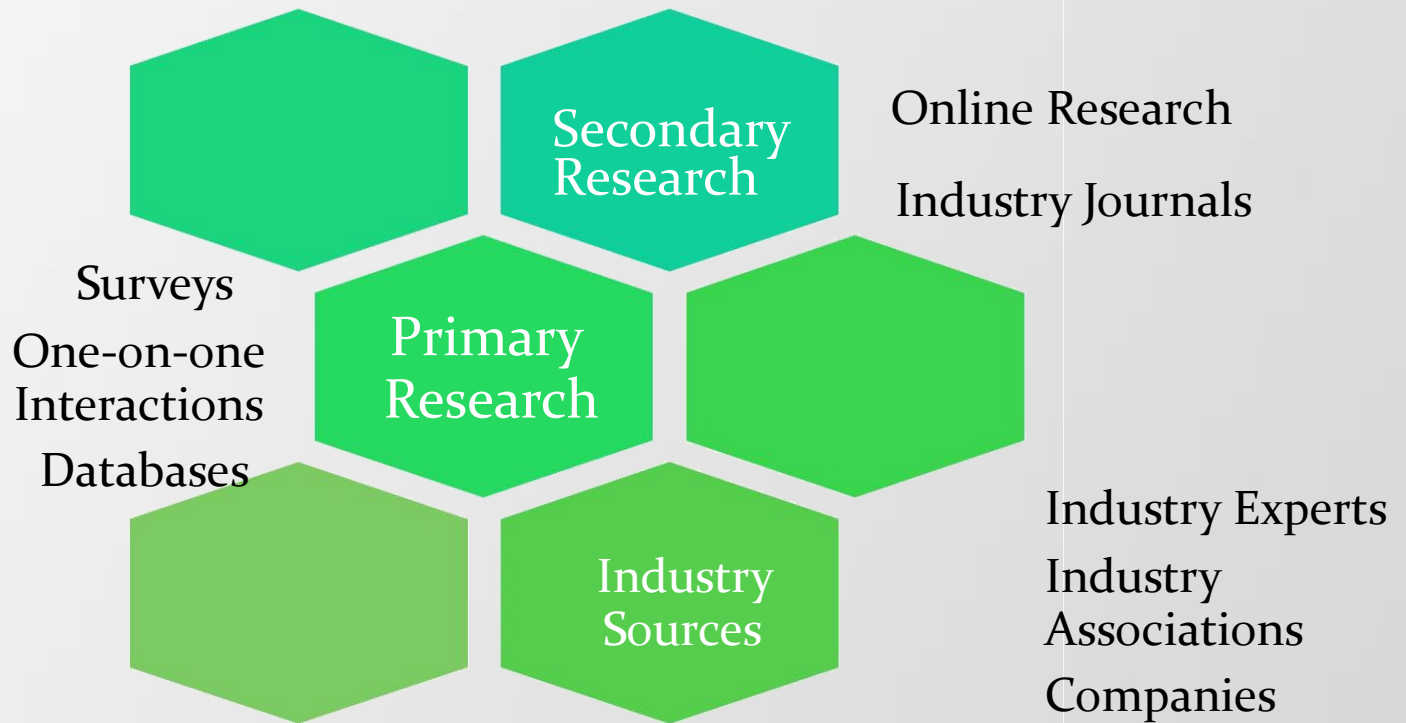 Secondary
Research
Online Research
Industry Journals
Surveys
One-on-one
Interactions
Databases
Primary
Research
Industry
Sources
Industry Experts
Industry
Associations
Companies